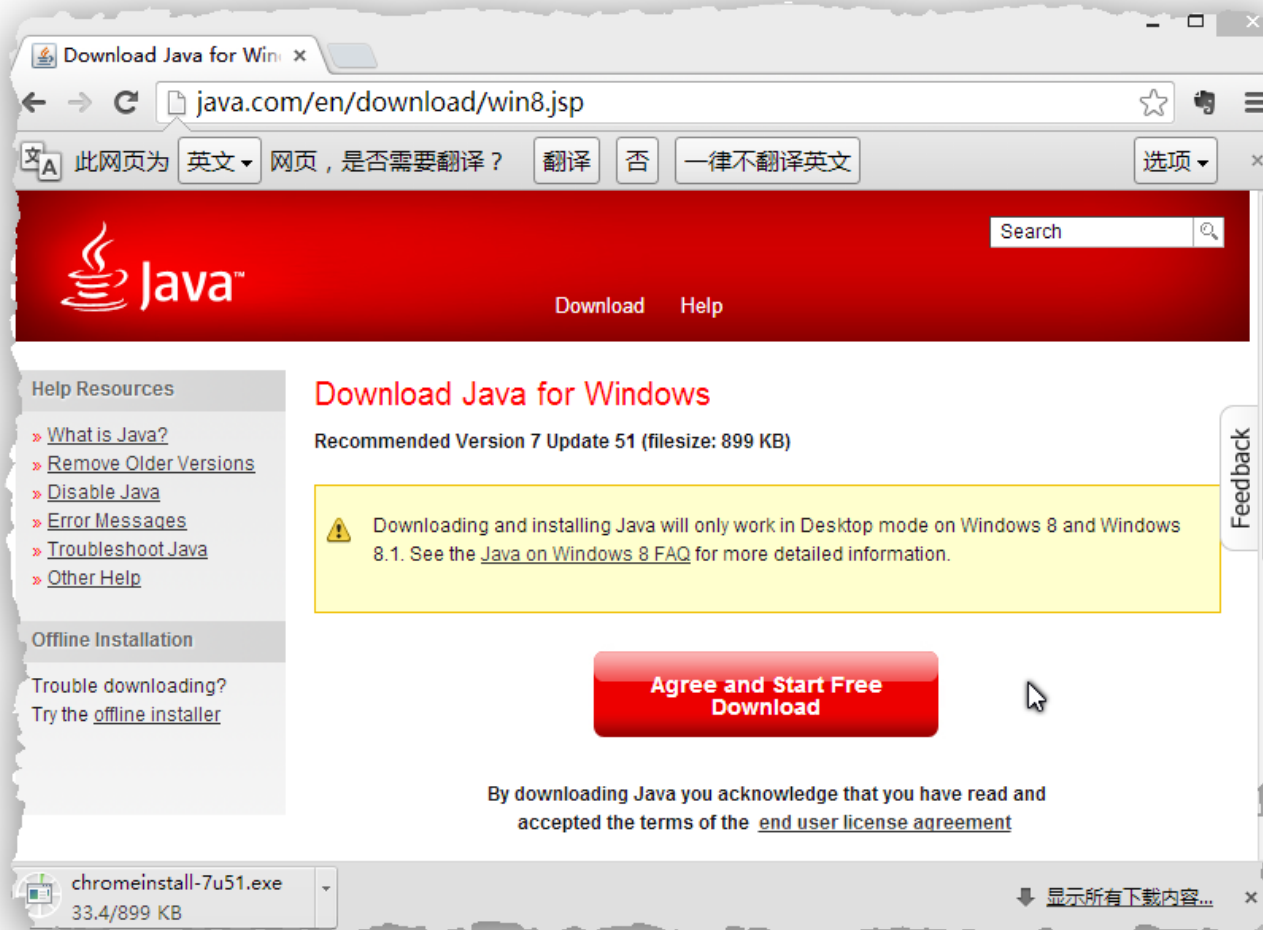 Download Java for Win
java.com/en/download/win8.jsp
此网页为 英文 网页，是否需要翻译？ 翻译 否 一律不翻译英文 选项
Search
Java™
Download Help
Help Resources
» What is Java?
» Remove Older Versions
» Disable Java
» Error Messages
» Troubleshoot Java
» Other Help
Offline Installation
Trouble downloading?
Try the offline installer
Download Java for Windows
Recommended Version 7 Update 51 (filesize: 899 KB)
Downloading and installing Java will only work in Desktop mode on Windows 8 and Windows
8.1. See the Java on Windows 8 FAQ for more detailed information.
Agree and Start Free
Download
By downloading Java you acknowledge that you have read and
accepted the terms of the end user license agreement
Feedback
chromeinstall-7u51.exe
33.4/899 KB
显示所有下载内容...